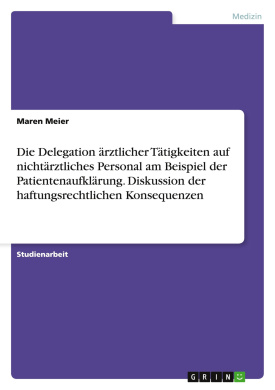 Medizin
Maren Meier
Die Delegation ärztlicher Tätigkeiten auf
nichtärztliches Personal am Beispiel der
Patientenaufklärung. Diskussion der
haftungsrechtlichen Konsequenzen
Studienarbeit
G R I N